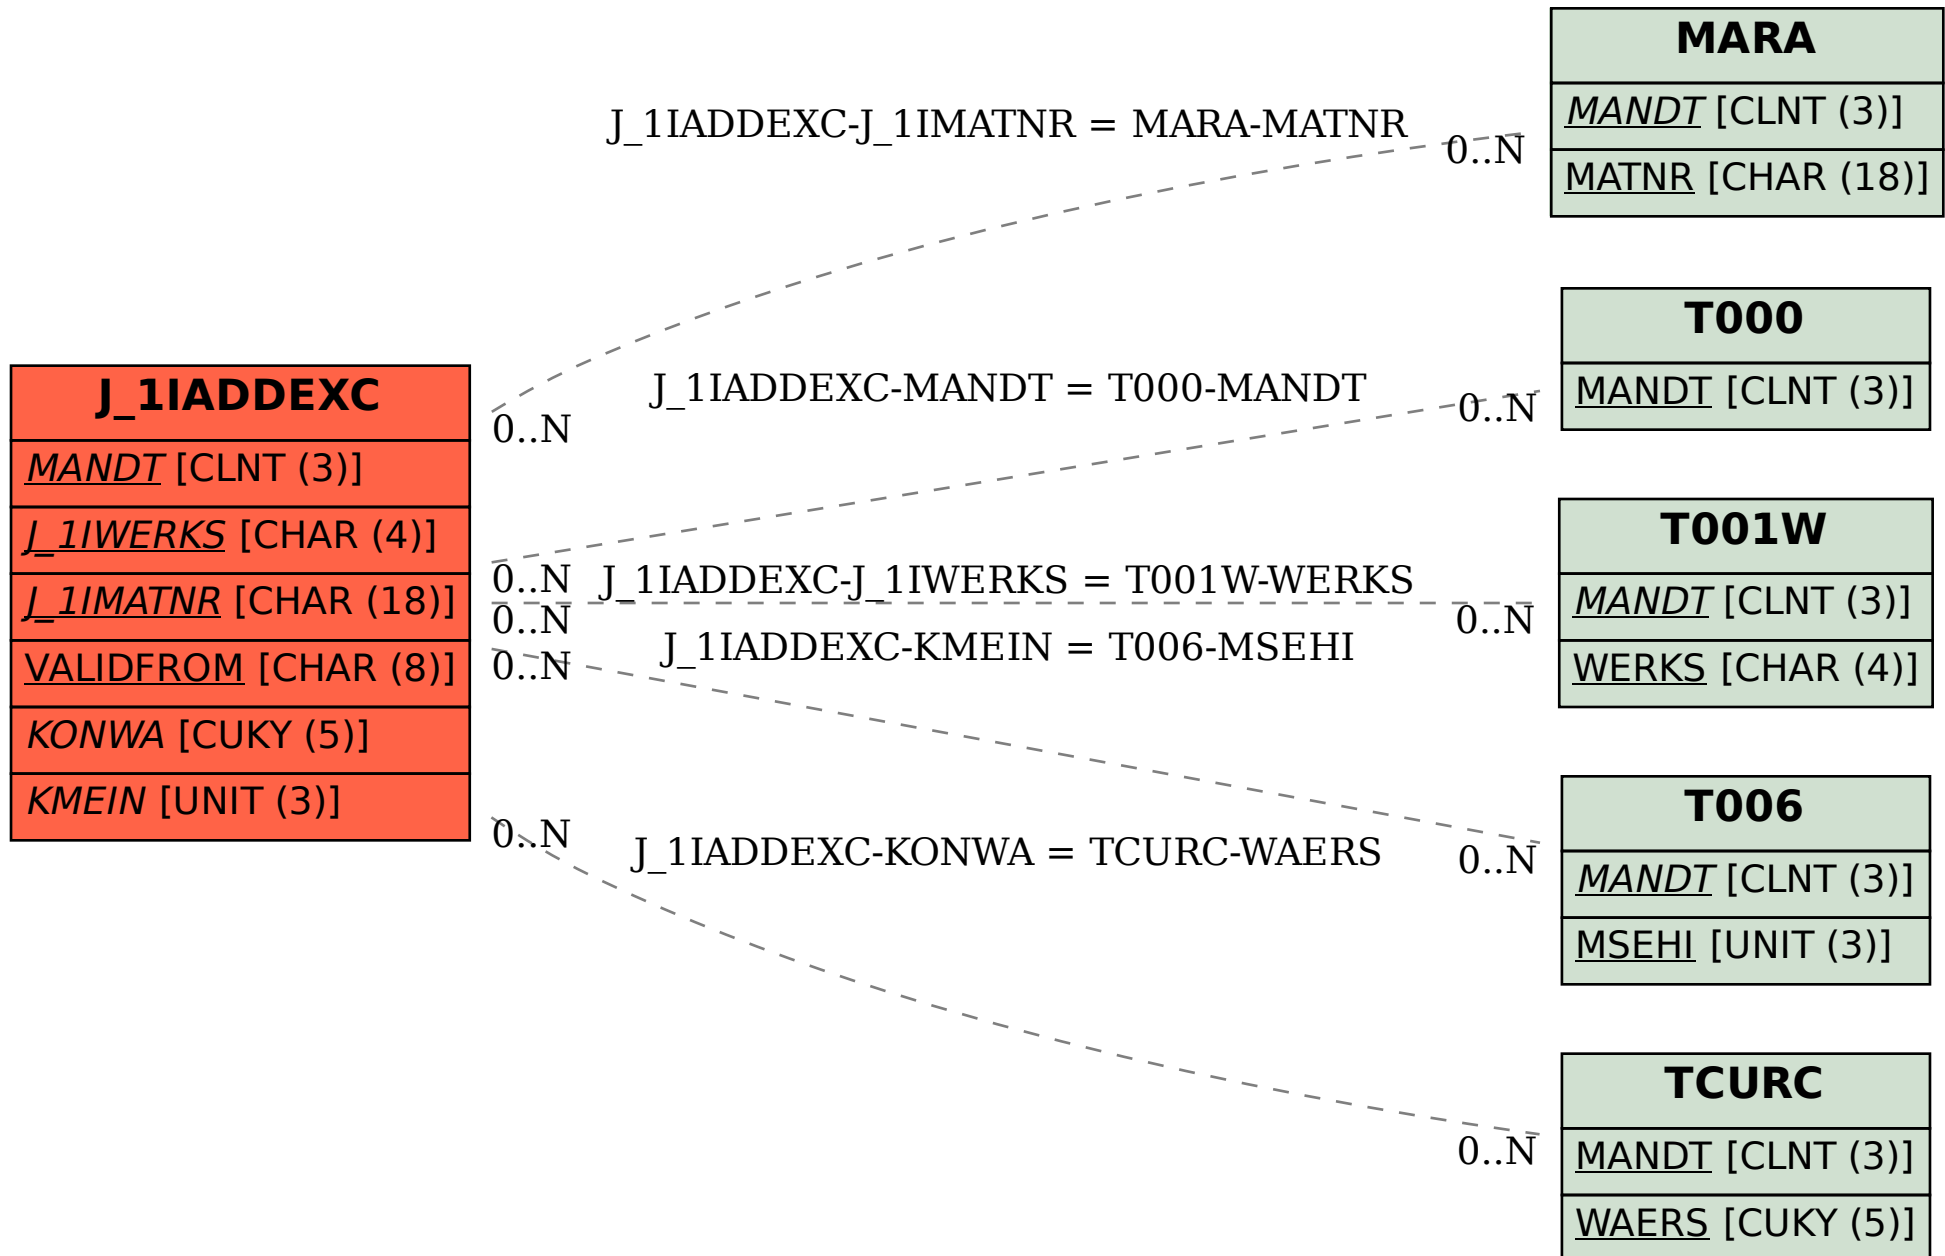 MARA
MANDT [CLNT (3)]
MATNR [CHAR (18)]
J_1IADDEXC-J_1IMATNR = MARA-MATNR
0..N
0..N
T000
MANDT [CLNT (3)]
J_1IADDEXC-MANDT = T000-MANDT
0..N
0..N
J_1IADDEXC
MANDT [CLNT (3)]
J_1IWERKS [CHAR (4)]
J_1IMATNR [CHAR (18)]
VALIDFROM [CHAR (8)]
KONWA [CUKY (5)]
KMEIN [UNIT (3)]
T001W
MANDT [CLNT (3)]
WERKS [CHAR (4)]
J_1IADDEXC-J_1IWERKS = T001W-WERKS
0..N
0..N
J_1IADDEXC-KMEIN = T006-MSEHI
0..N
0..N
T006
MANDT [CLNT (3)]
MSEHI [UNIT (3)]
J_1IADDEXC-KONWA = TCURC-WAERS
0..N
0..N
TCURC
MANDT [CLNT (3)]
WAERS [CUKY (5)]